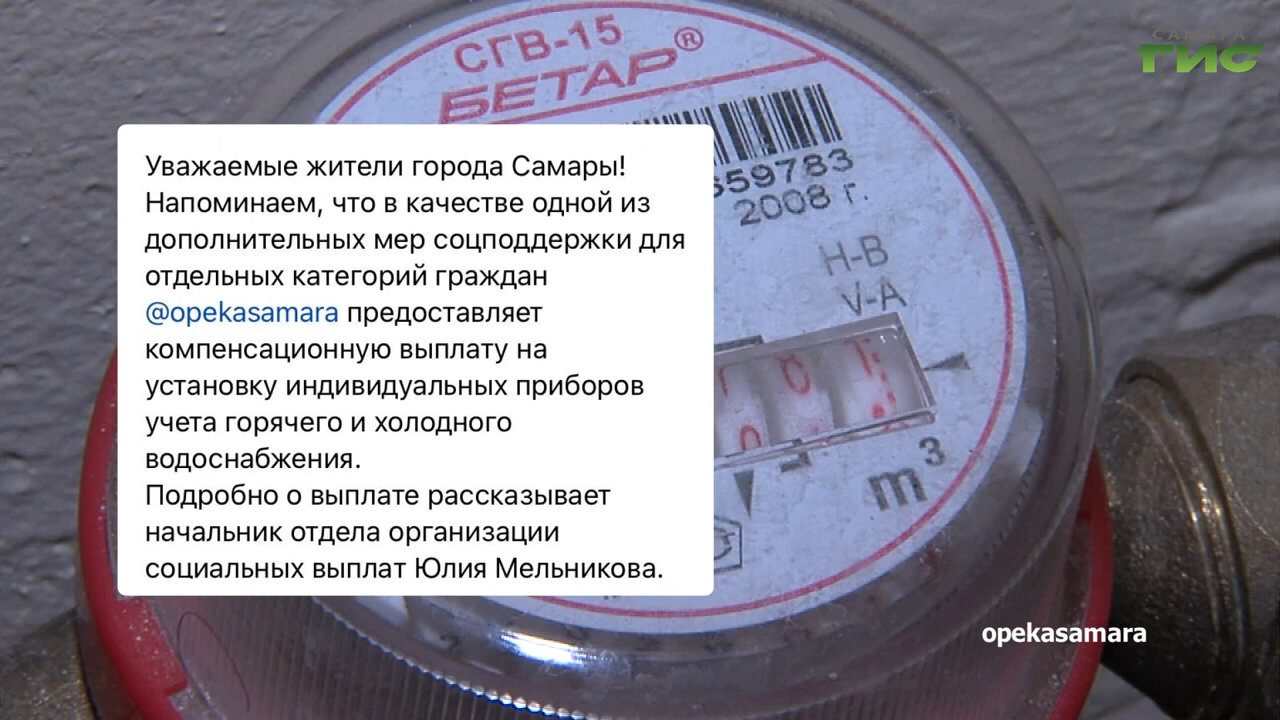 САМАРА
ГИС
СГВ-15
БЕТАР®
659783
2008 г.
H-B
V-A
m³
Уважаемые жители города Самары!
Напоминаем, что в качестве одной из
дополнительных мер соцподдержки для
отдельных категорий граждан
@opekasamara предоставляет
компенсационную выплату на
установку индивидуальных приборов
учета горячего и холодного
водоснабжения.
Подробно о выплате рассказывает
начальник отдела организации
социальных выплат Юлия Мельникова.
opekasamara